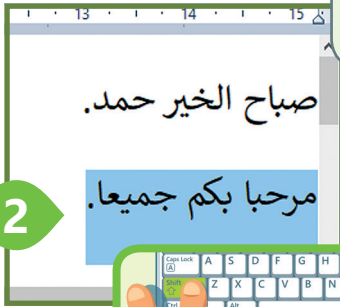 13 14 15
صباح الخير حمد.
مرحبا بكم جميعا.
2
Caps Lock A S D F G H
Shift Z X C V B N
Ctrl Alt